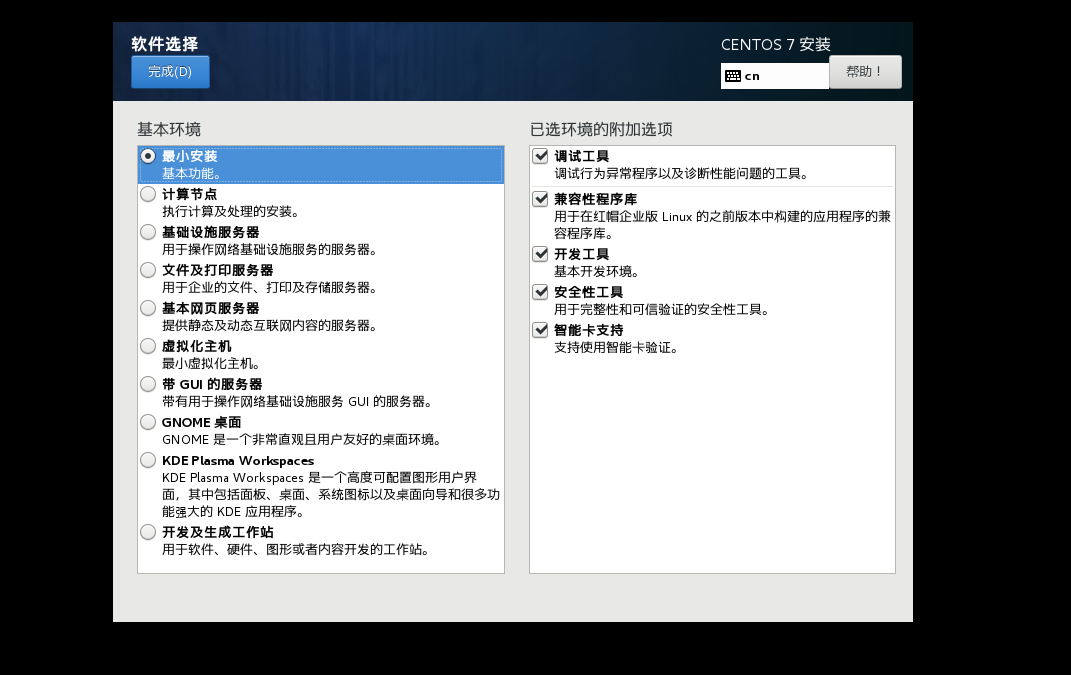 软件选择
完成(D)
CENTOS 7 安装
cn
帮助！
基本环境
最小安装
基本功能。
计算节点
执行计算及处理的安装。
基础设施服务器
用于操作网络基础设施服务的服务器。
文件及打印服务器
用于企业的文件、打印及存储服务器。
基本网页服务器
提供静态及动态互联网内容的服务器。
虚拟化主机
最小虚拟化主机。
带 GUI 的服务器
带有用于操作网络基础设施服务 GUI 的服务器。
GNOME 桌面
GNOME 是一个非常直观且用户友好的桌面环境。
KDE Plasma Workspaces
KDE Plasma Workspaces 是一个高度可配置图形用户界
面，其中包括面板、桌面、系统图标以及桌面向导和很多功
能强大的 KDE 应用程序。
开发及生成工作站
用于软件、硬件、图形或者内容开发的工作站。
已选环境的附加选项
调试工具
调试行为异常程序以及诊断性能问题的工具。
兼容性程序库
用于在红帽企业版 Linux 的之前版本中构建的应用程序的兼
容程序库。
开发工具
基本开发环境。
安全性工具
用于完整性和可信验证的安全性工具。
智能卡支持
支持使用智能卡验证。